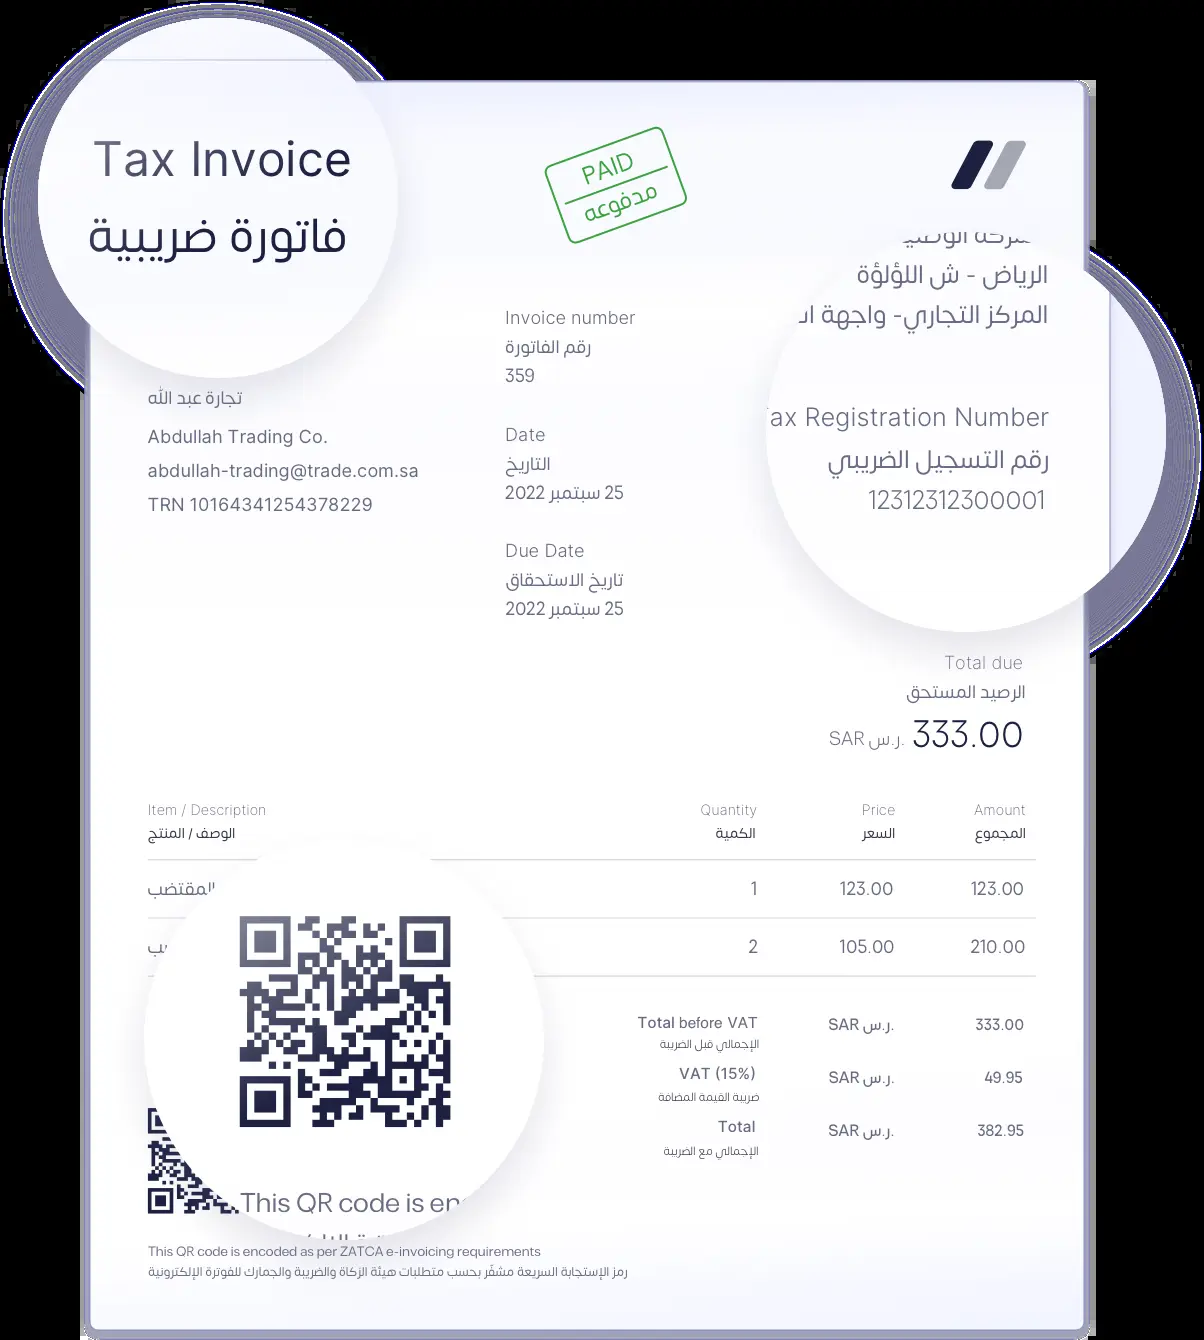 Tax Invoice
فاتورة ضريبية
PAID
مدفوعه
الرياض - ش اللؤلؤة
المركز التجاري- واجهة
تجارة عبد الله
Abdullah Trading Co.
abdullah-trading@trade.com.sa
TRN 10164341254378229
Invoice number
رقم الفاتورة
359
Date
التاريخ
25 سبتمبر 2022
Due Date
تاريخ الاستحقاق
25 سبتمبر 2022
ax Registration Number
رقم التسجيل الضريبي
12312312300001
Total due
الرصيد المستحق
SAR ر.س. 333.00
Item / Description Quantity Price Amount
الوصف / المنتج الكمية السعر المجموع
المقتضب 1 123.00 123.00
2 105.00 210.00
Total before VAT SAR ر.س. 333.00
الإجمالي قبل الضريبة
VAT (15%) SAR ر.س. 49.95
ضريبة القيمة المضافة
Total SAR ر.س. 382.95
الإجمالي مع الضريبة
This QR code is en
This QR code is encoded as per ZATCA e-invoicing requirements
رمز الإستجابة السريعة مشفّر بحسب متطلبات هيئة الزكاة والضريبة والجمارك للفوترة الإلكترونية